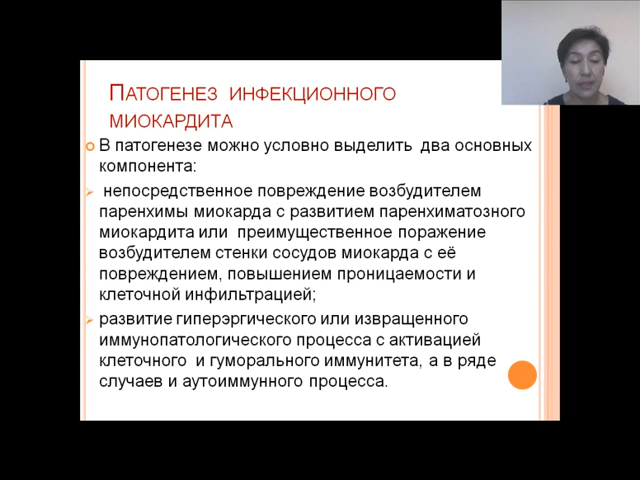 Патогенез инфекционного
миокардита
В патогенезе можно условно выделить два основных
компонента:
непосредственное повреждение возбудителем
паренхимы миокарда с развитием паренхиматозного
миокардита или преимущественное поражение
возбудителем стенки сосудов миокарда с её
повреждением, повышением проницаемости и
клеточной инфильтрацией;
развитие гиперэргического или извращенного
иммунопатологического процесса с активацией
клеточного и гуморального иммунитета, а в ряде
случаев и аутоиммунного процесса.